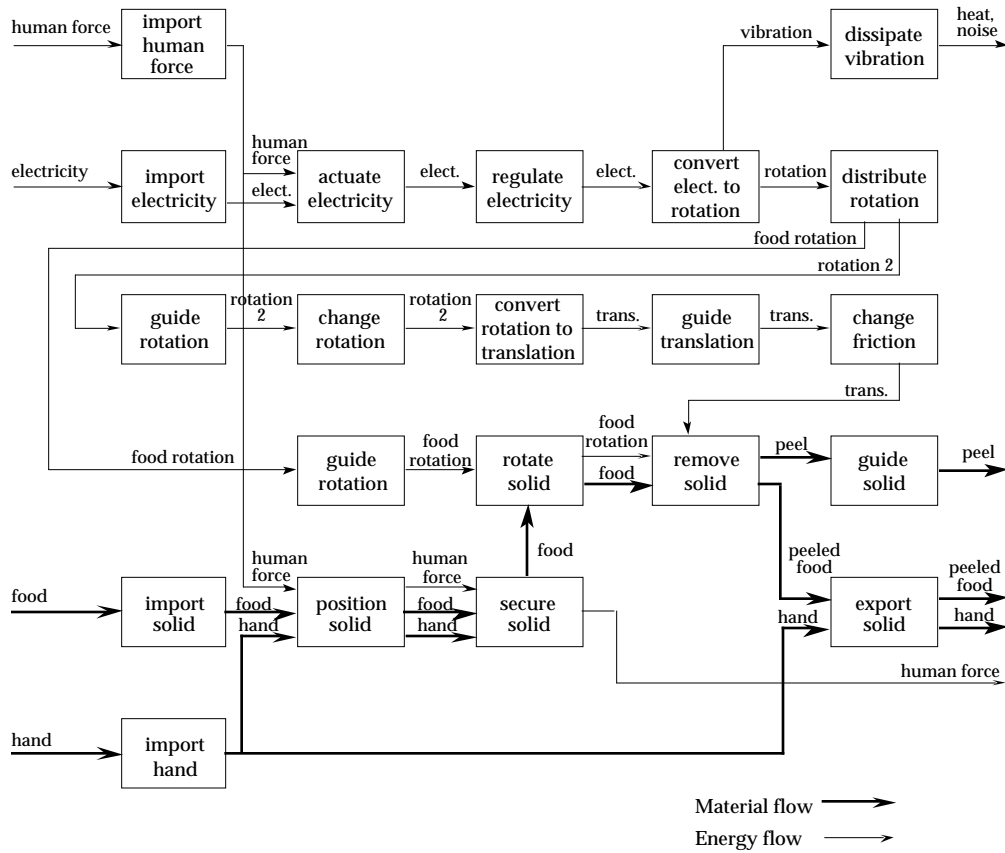 human force
import
human
force
vibration
dissipate
vibration
heat,
noise
electricity
import
electricity
human
force
elect.
actuate
electricity
elect.
regulate
electricity
elect.
convert
elect. to
rotation
rotation
distribute
rotation
food rotation
rotation 2
guide
rotation
rotation
2
change
rotation
rotation
2
convert
rotation to
translation
trans.
guide
translation
trans.
change
friction
trans.
food rotation
guide
rotation
food
rotation
rotate
solid
food
rotation
food
remove
solid
peel
guide
solid
peel
food
peeled
food
food
import
solid
human
force
food
hand
position
solid
human
force
food
hand
secure
solid
hand
export
solid
peeled
food
hand
human force
hand
import
hand
Material flow
Energy flow